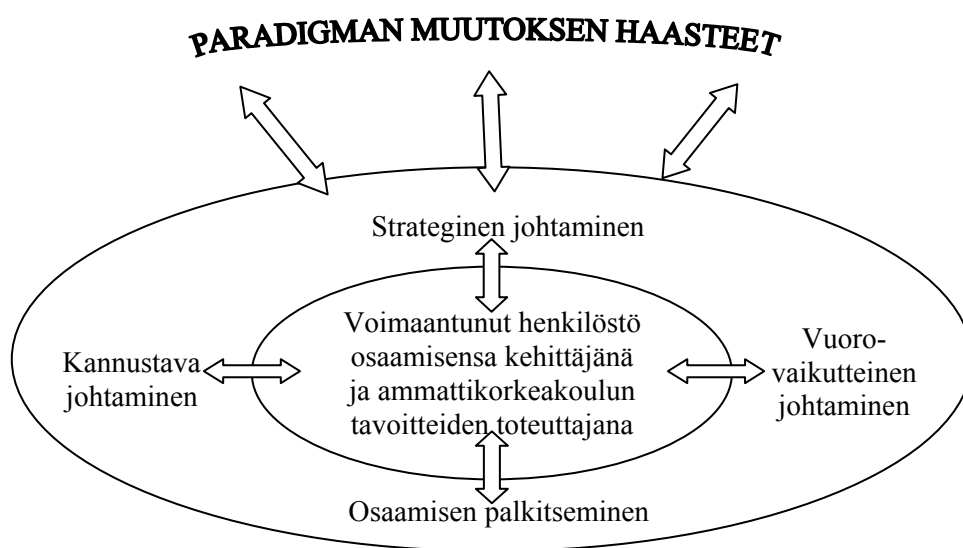 PARADIGMAN MUUTOKSEN HAASTEET
Strateginen johtaminen
Voimaantunut henkilöstö
osaamisensa kehittäjänä
ja ammattikorkeakoulun
tavoitteiden toteuttajana
Kannustava
johtaminen
Vuoro-
vaikutteinen
johtaminen
Osaamisen palkitseminen